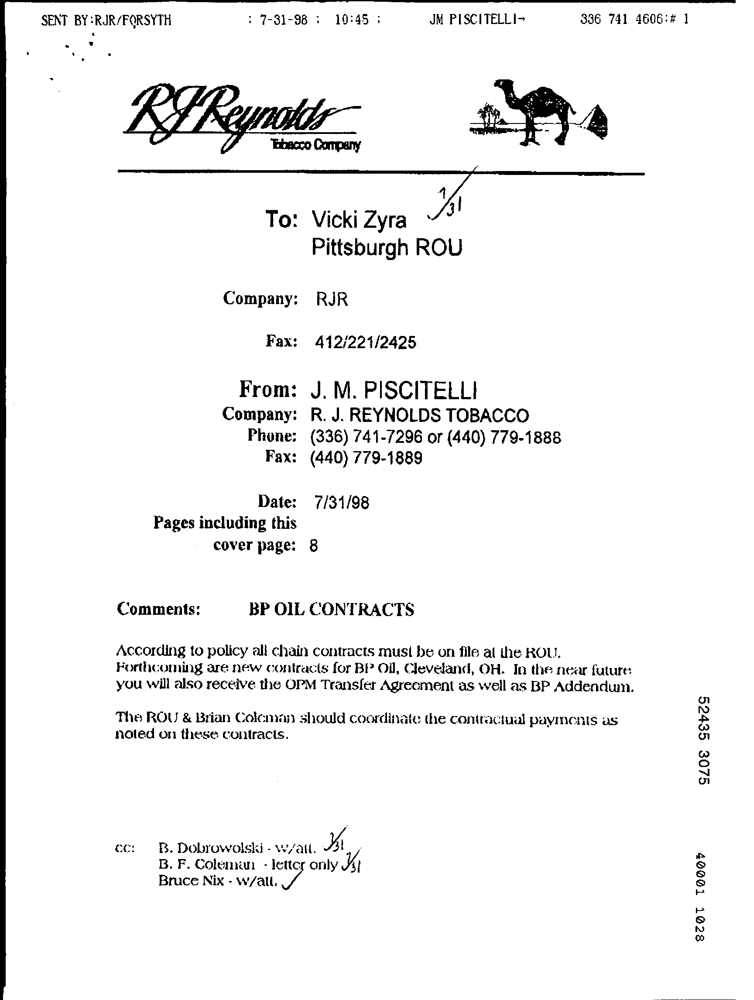 SENT BY:RJR/FORSYTH : 7-31-98 : 10:45 : JM PISCITELLI→ 336 741 4606:# 1
RJReynolds
Tobacco Company
To: Vicki Zyra 7/31
Pittsburgh ROU
Company: RJR
Fax: 412/221/2425
From: J. M. PISCITELLI
Company: R. J. REYNOLDS TOBACCO
Phone: (336) 741-7296 or (440) 779-1888
Fax: (440) 779-1889
Date: 7/31/98
Pages including this
cover page: 8
Comments: BP OIL CONTRACTS
According to policy all chain contracts must be on file at the ROU.
Forthcoming are new contracts for BP Oil, Cleveland, OH. In the near future
you will also receive the OPM Transfer Agreement as well as BP Addendum.
The ROU & Brian Coleman should coordinate the contractual payments as
noted on these contracts.
cc: B. Dobrowolski - w/att. 7/31
B. F. Coleman - letter only 7/31
Bruce Nix - w/att. ✓
52435 3075
40001 1028